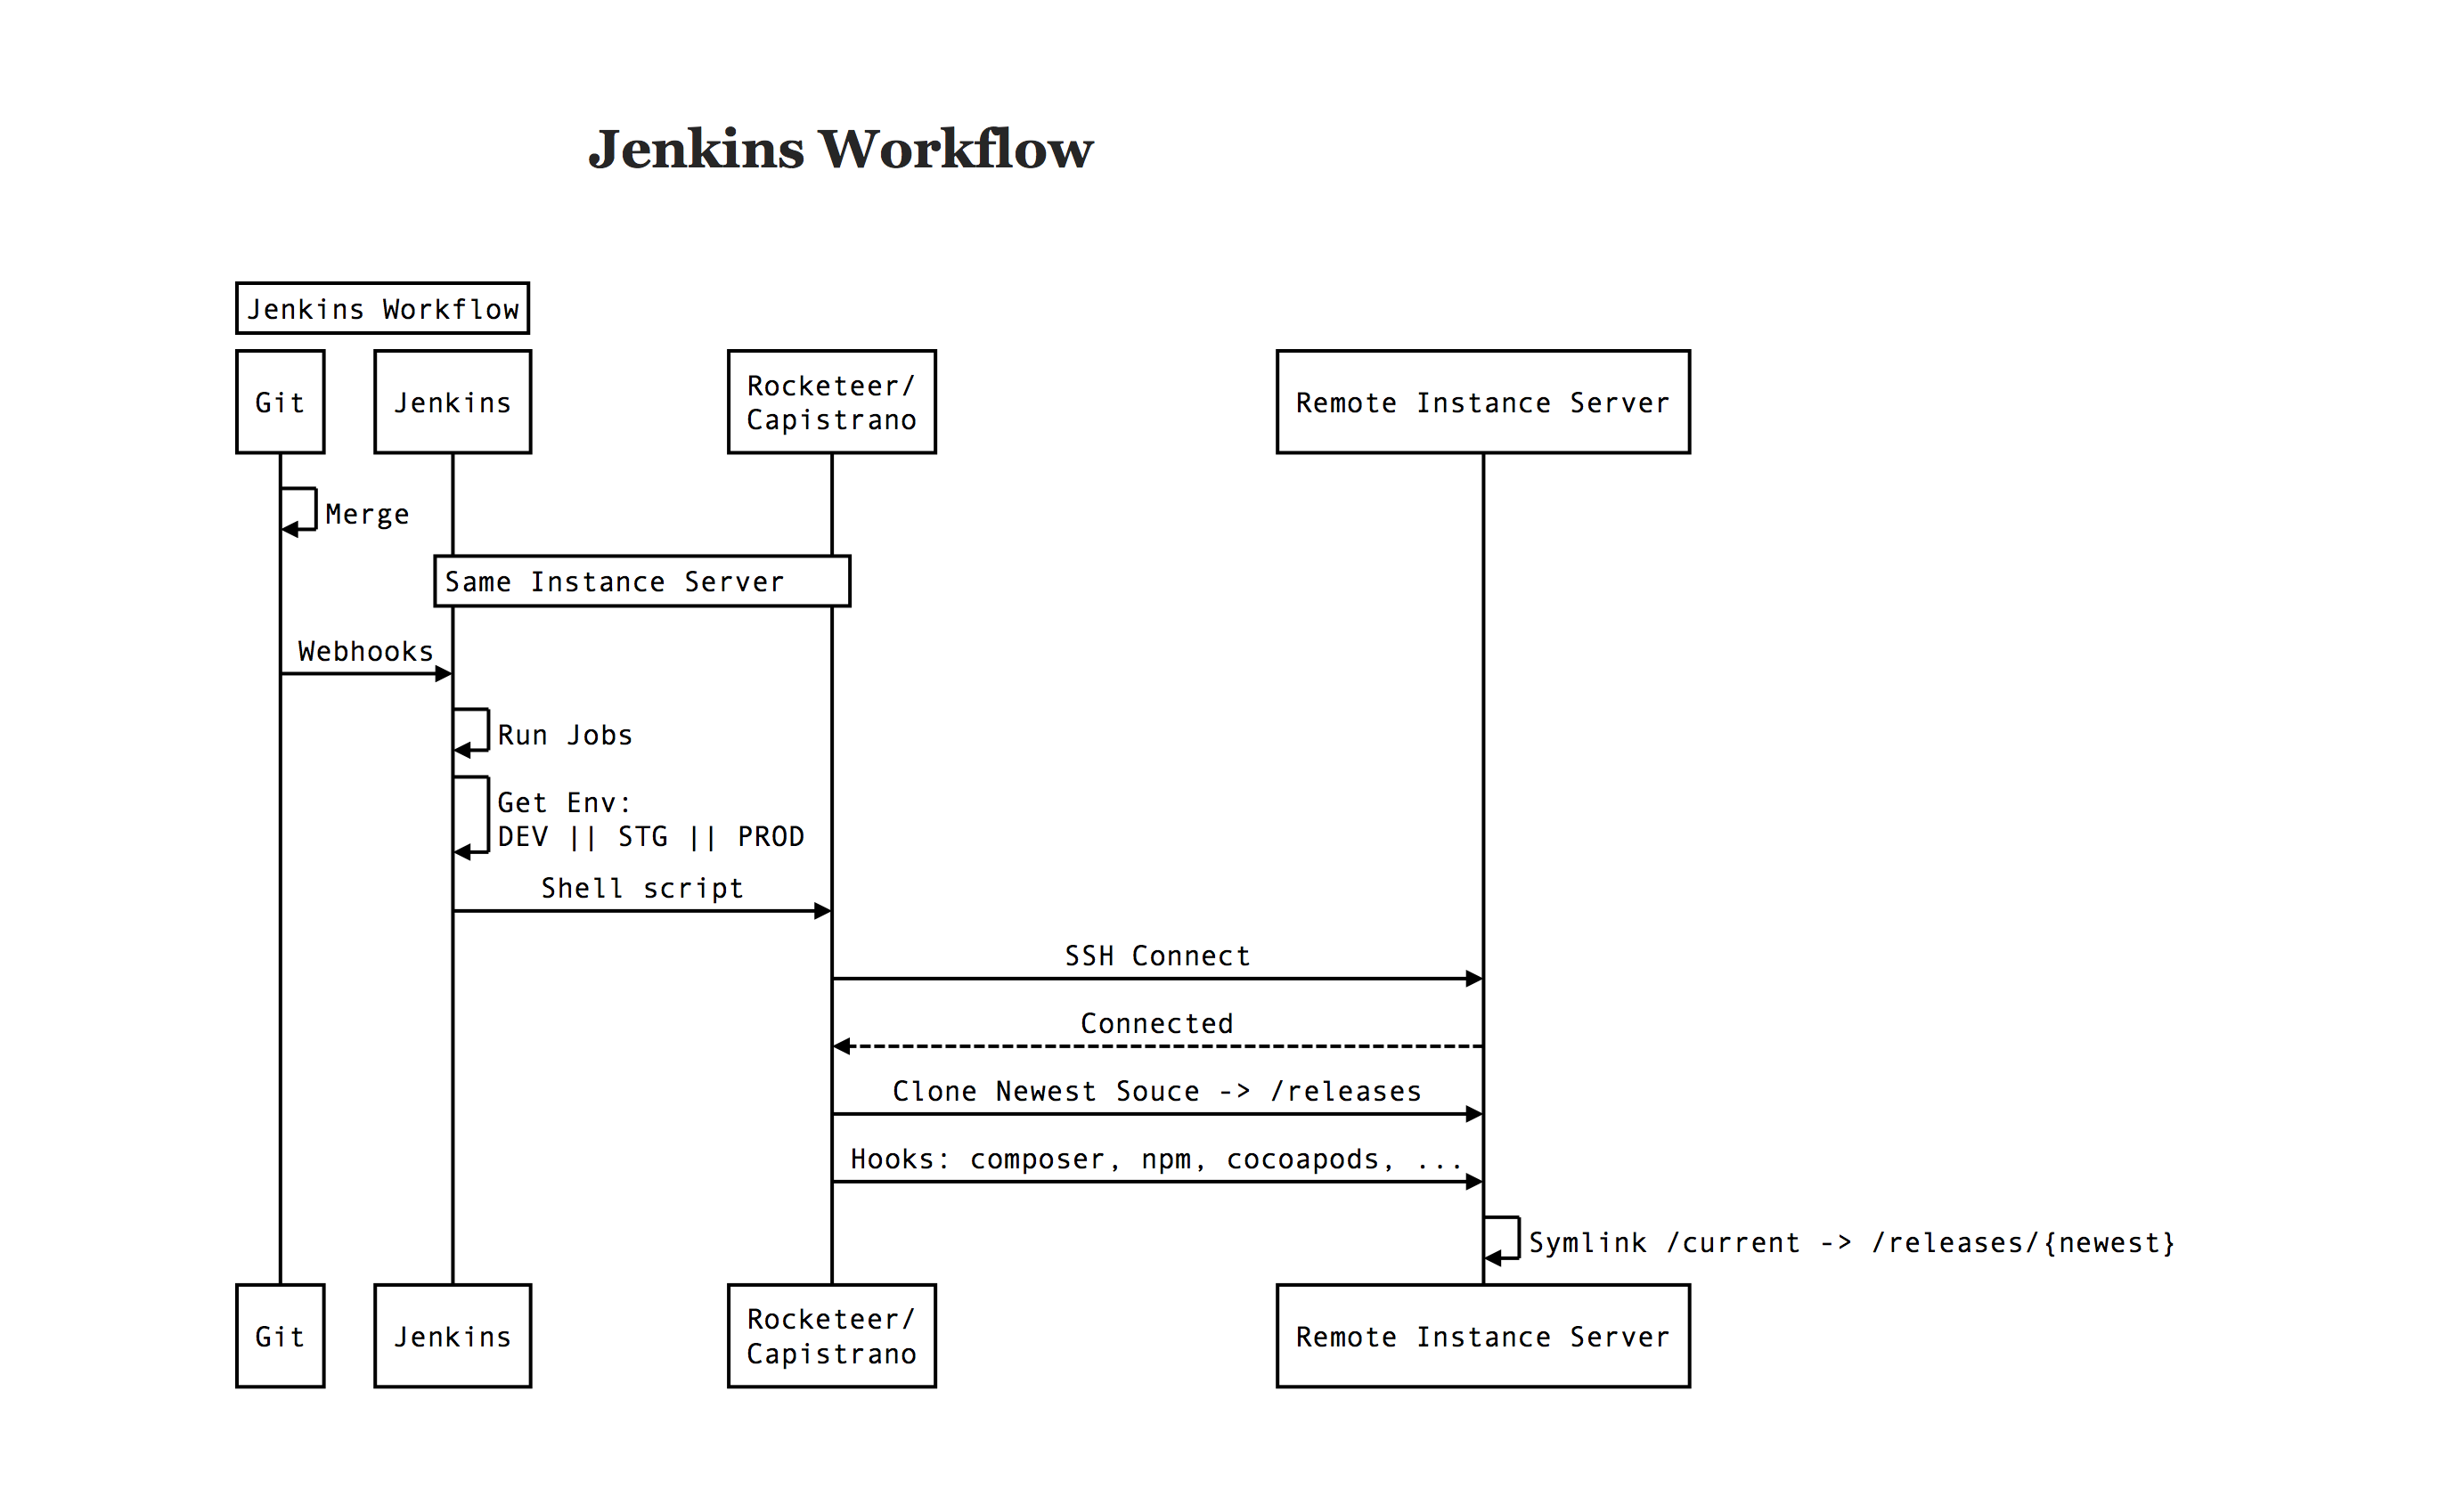 Jenkins Workflow
Jenkins Workflow
Git
Jenkins
Rocketeer/
Capistrano
Remote Instance Server
Merge
Same Instance Server
Webhooks
Run Jobs
Get Env:
DEV || STG || PROD
Shell script
SSH Connect
Connected
Clone Newest Souce -> /releases
Hooks: composer, npm, cocoapods, ...
Symlink /current -> /releases/{newest}
Git
Jenkins
Rocketeer/
Capistrano
Remote Instance Server